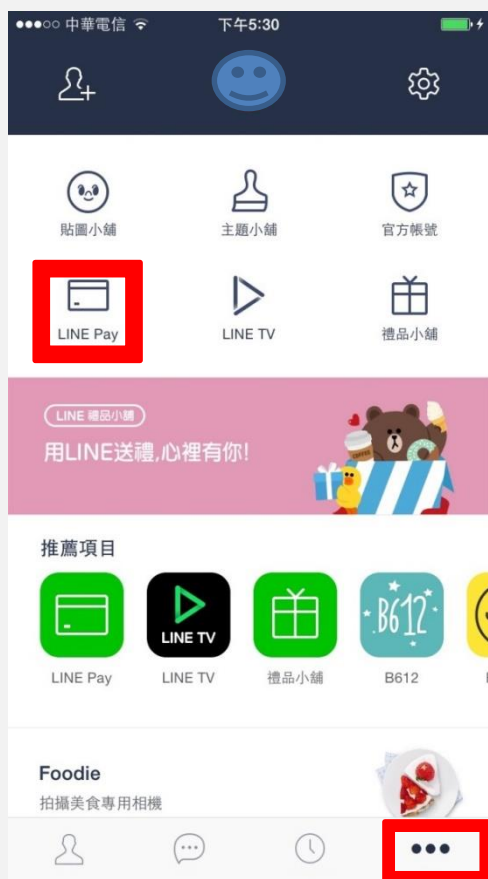 中華電信 下午5:30
貼圖小舖 主題小舖 官方帳號
LINE Pay LINE TV 禮品小舖
LINE 禮品小舖
用LINE送禮,心裡有你!
COFFEE
推薦項目
LINE TV B612
LINE Pay LINE TV 禮品小舖 B612
Foodie
拍攝美食專用相機